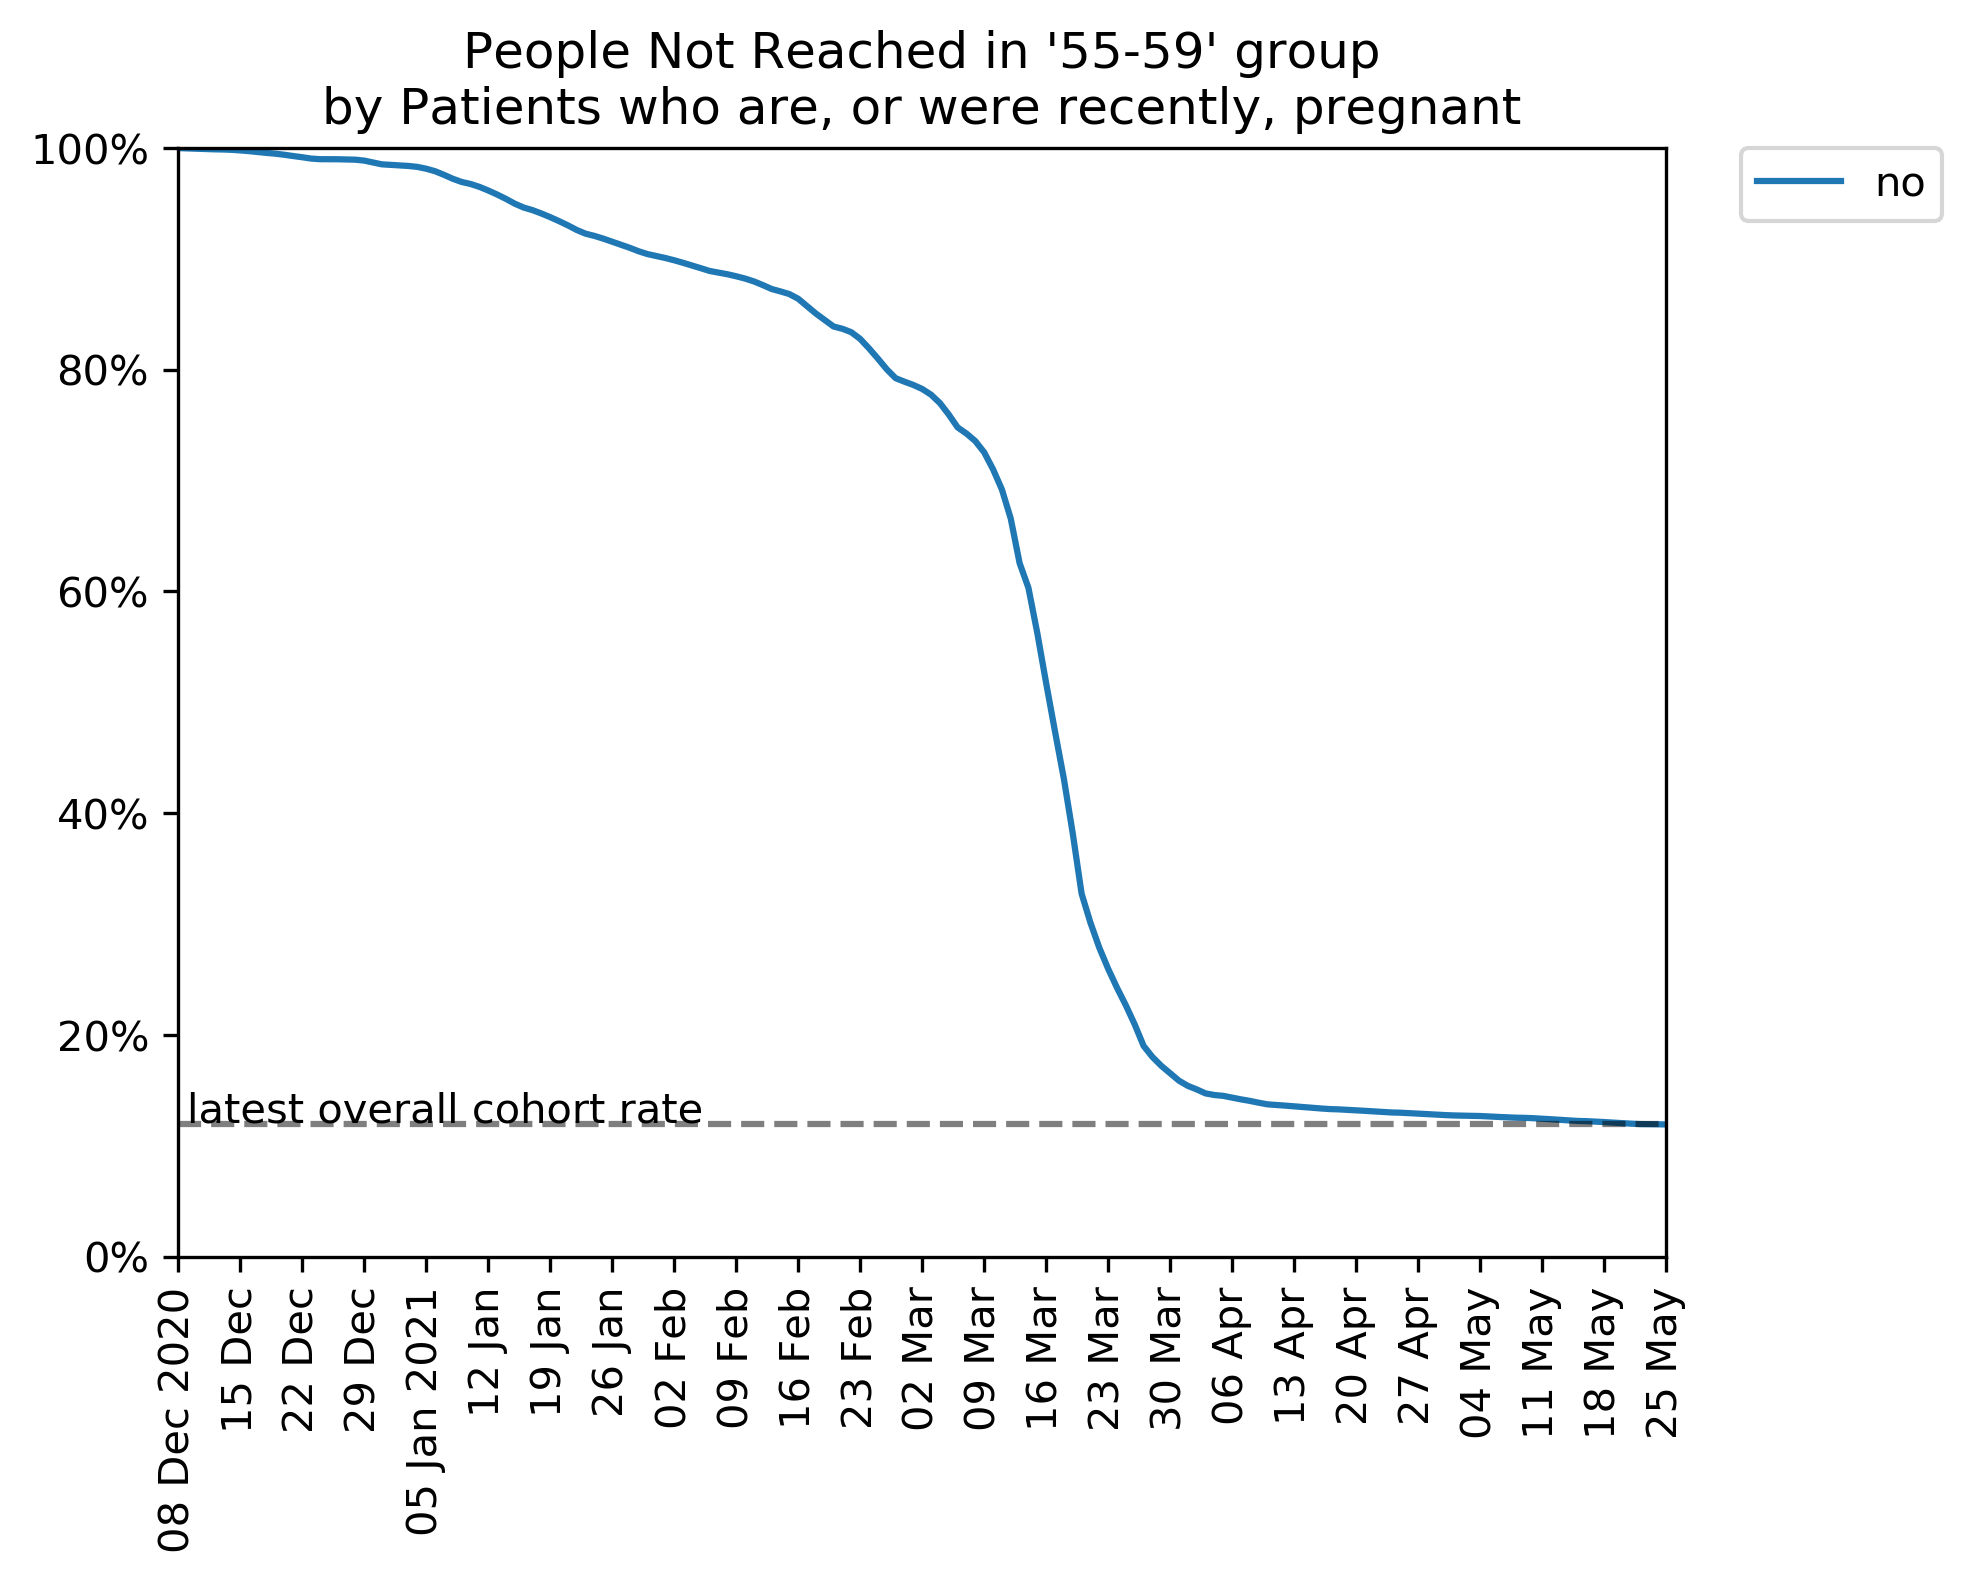 People Not Reached in '55-59' group
by Patients who are, or were recently, pregnant
100%
80%
60%
40%
20%
0%
no
latest overall cohort rate
08 Dec 2020
15 Dec
22 Dec
29 Dec
05 Jan 2021
12 Jan
19 Jan
26 Jan
02 Feb
09 Feb
16 Feb
23 Feb
02 Mar
09 Mar
16 Mar
23 Mar
30 Mar
06 Apr
13 Apr
20 Apr
27 Apr
04 May
11 May
18 May
25 May